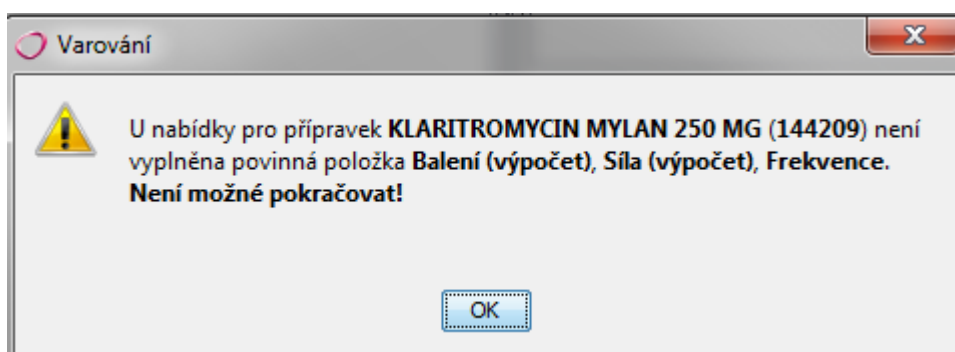 Varování
U nabídky pro přípravek KLARITROMYCIN MYLAN 250 MG (144209) není
vyplněna povinná položka Balení (výpočet), Síla (výpočet), Frekvence.
Není možné pokračovat!
OK